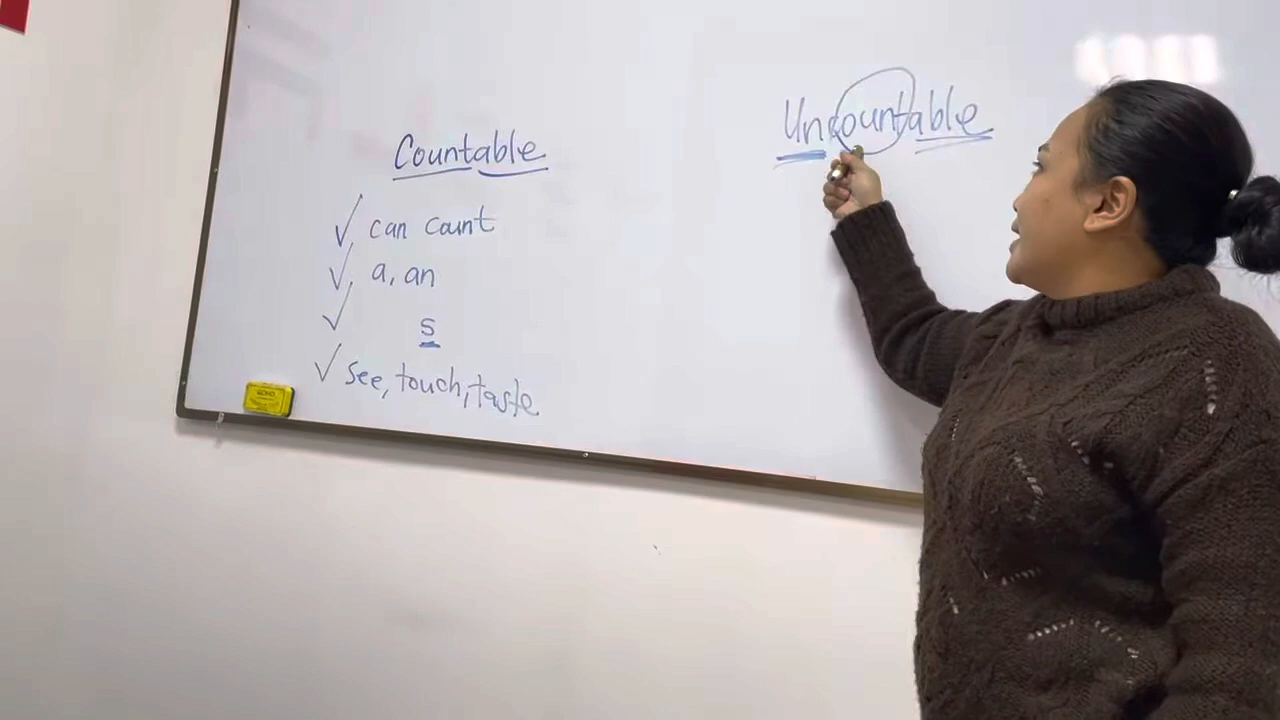 Countable
can count
a, an
s
see, touch, taste
Uncountable